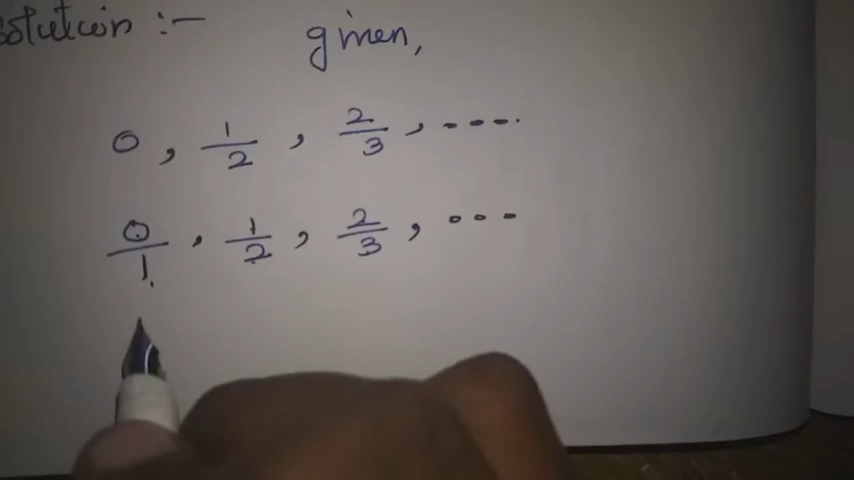 solution :- given,
0, 1/2, 2/3, ....
0/1, 1/2, 2/3, ...